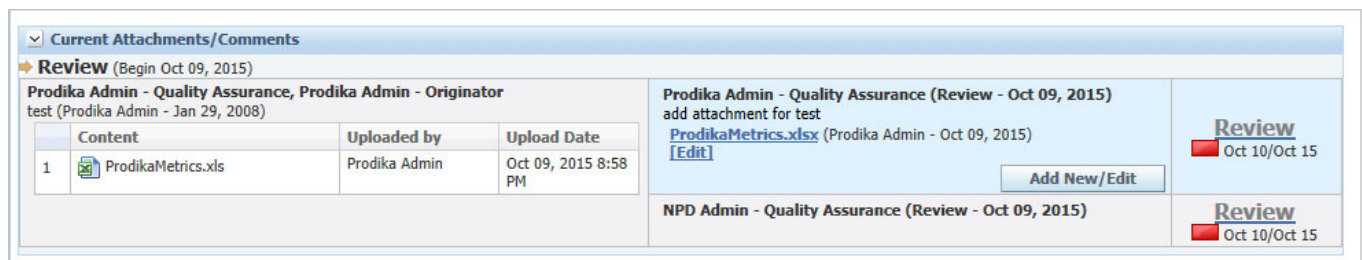 Current Attachments/Comments
Review (Begin Oct 09, 2015)
Prodika Admin - Quality Assurance, Prodika Admin - Originator
test (Prodika Admin - Jan 29, 2008)
Content Uploaded by Upload Date
1 ProdikaMetrics.xls Prodika Admin Oct 09, 2015 8:58
PM
Prodika Admin - Quality Assurance (Review - Oct 09, 2015)
add attachment for test
ProdikaMetrics.xlsx (Prodika Admin - Oct 09, 2015)
[Edit]
Add New/Edit
Review
Oct 10/Oct 15
NPD Admin - Quality Assurance (Review - Oct 09, 2015)
Review
Oct 10/Oct 15